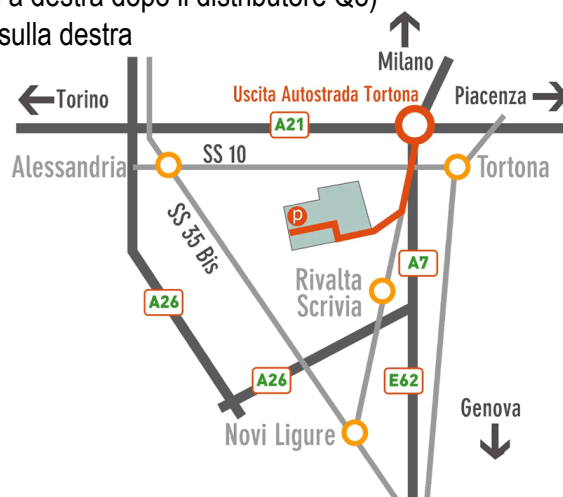 a destra dopo il distributore Q8)
sulla destra
Milano
Torino
Uscita Autostrada Tortona
Piacenza
A21
Alessandria
SS 10
Tortona
P
SS 35 Bis
A7
Rivalta
Scrivia
A26
A26
E62
Genova
Novi Ligure